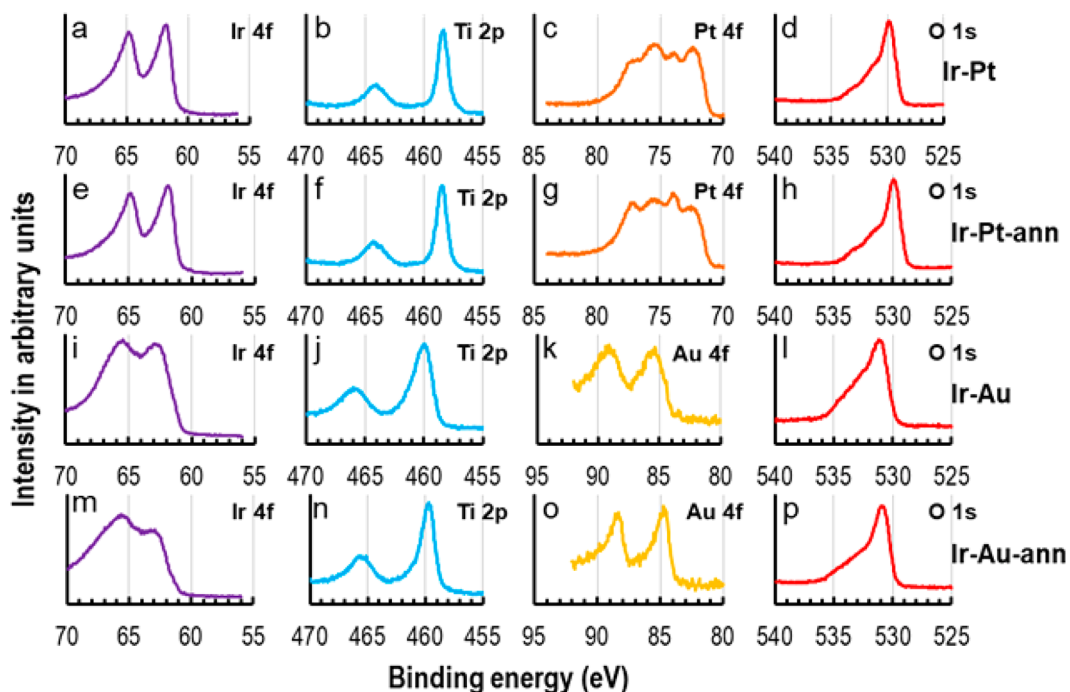 a Ir 4f b Ti 2p c Pt 4f d O 1s Ir-Pt
70 65 60 55 470 465 460 455 85 80 75 70 540 535 530 525
e Ir 4f f Ti 2p g Pt 4f h O 1s Ir-Pt-ann
70 65 60 55 470 465 460 455 85 80 75 70 540 535 530 525
i Ir 4f j Ti 2p k Au 4f l O 1s Ir-Au
70 65 60 55 470 465 460 455 95 90 85 80 540 535 530 525
m Ir 4f n Ti 2p o Au 4f p O 1s Ir-Au-ann
70 65 60 55 470 465 460 455 95 90 85 80 540 535 530 525
Intensity in arbitrary units
Binding energy (eV)